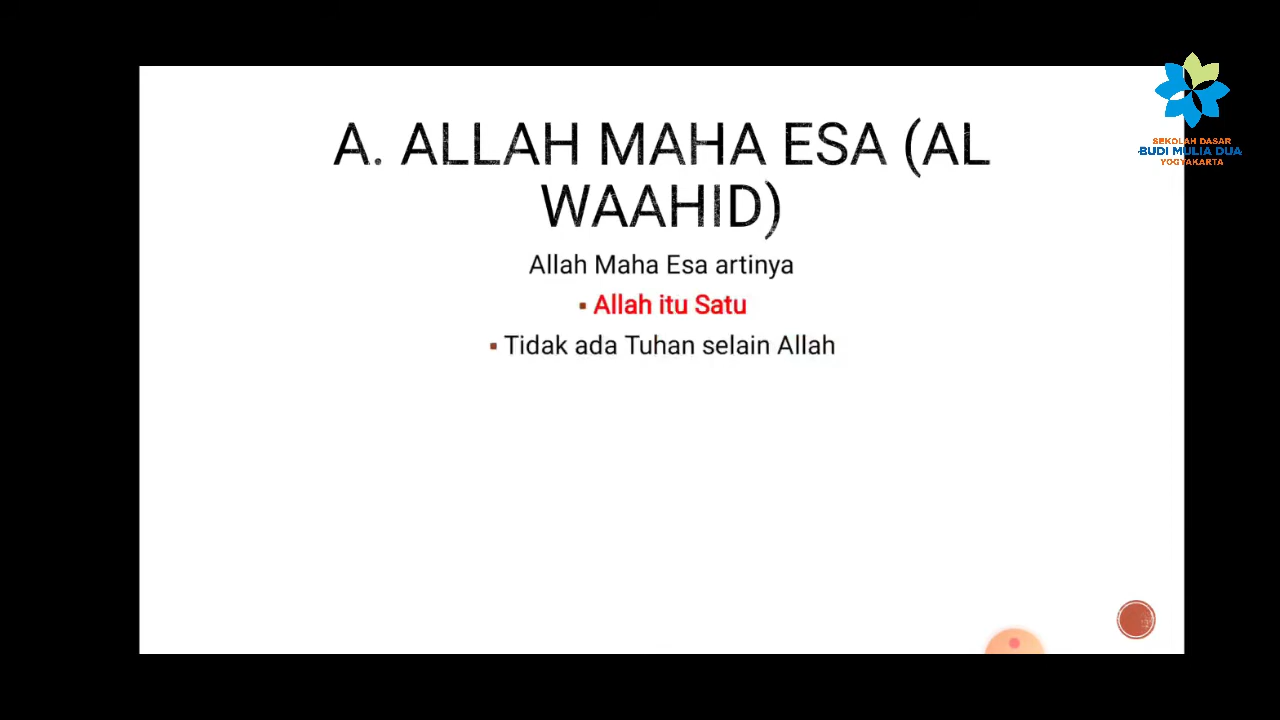 A. ALLAH MAHA ESA (AL
WAAHID)
Allah Maha Esa artinya
▪ Allah itu Satu
▪ Tidak ada Tuhan selain Allah
SEKOLAH DASAR
BUDI MULIA DUA
YOGYAKARTA